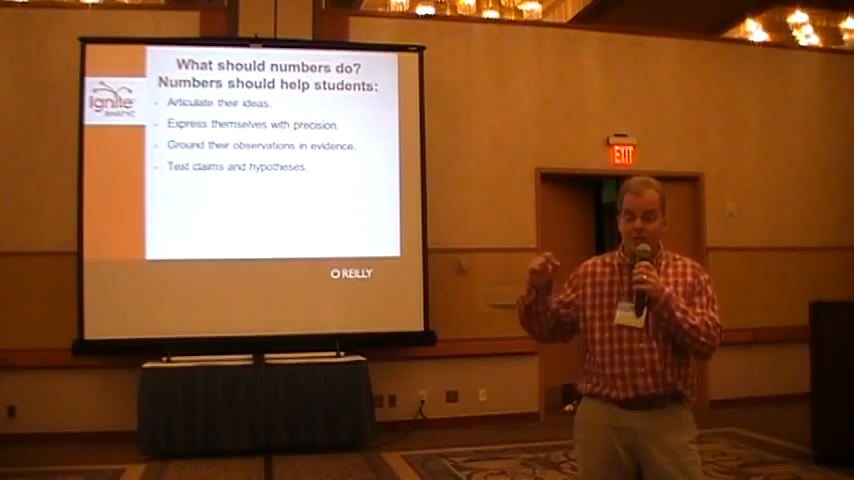 What should numbers do?
Numbers should help students:
Ignite
AMATYC
- Articulate their ideas.
- Express themselves with precision.
- Ground their observations in evidence.
- Test claims and hypotheses.
O'REILLY
EXIT